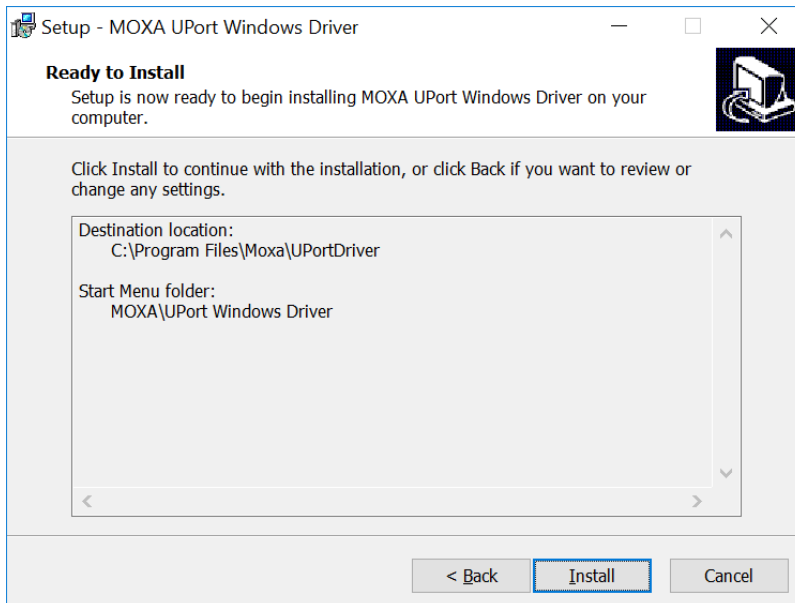 Setup - MOXA UPort Windows Driver
Ready to Install
Setup is now ready to begin installing MOXA UPort Windows Driver on your
computer.
Click Install to continue with the installation, or click Back if you want to review or
change any settings.
Destination location:
C:\Program Files\Moxa\UPortDriver
Start Menu folder:
MOXA\UPort Windows Driver
< Back
Install
Cancel